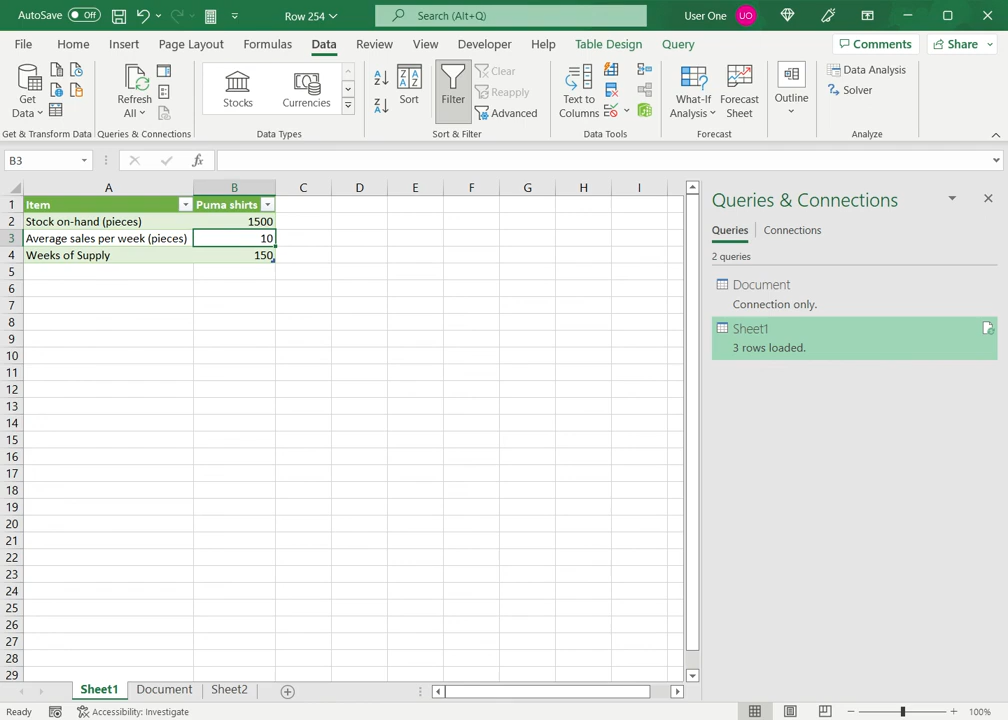 AutoSave Off Row 254 Search (Alt+Q) User One UO
File Home Insert Page Layout Formulas Data Review View Developer Help Table Design Query Comments Share
Get Data
Get & Transform Data
Refresh All
Queries & Connections
Stocks Currencies
Data Types
Sort Filter Clear Reapply Advanced
Sort & Filter
Text to Columns
Data Tools
What-If Analysis Forecast Sheet
Forecast
Outline
Data Analysis
Solver
Analyze
B3 fx
A B C D E F G H I
1 Item Puma shirts
2 Stock on-hand (pieces) 1500
3 Average sales per week (pieces) 10
4 Weeks of Supply 150
5
6
7
8
9
10
11
12
13
14
15
16
17
18
19
20
21
22
23
24
25
26
27
28
29
Queries & Connections
Queries Connections
2 queries
Document
Connection only.
Sheet1
3 rows loaded.
Sheet1 Document Sheet2
Ready Accessibility: Investigate 100%